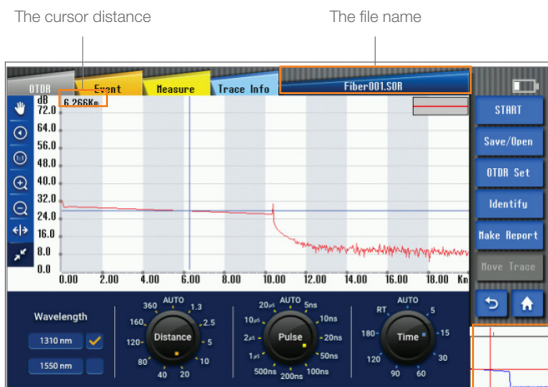 The cursor distance The file name
OTDR Event Measure Trace Info Fiber001.SOR
dB 6.266Km
72.0
64.0
56.0
48.0
40.0
32.0
24.0
16.0
8.0
0.0
0.00 2.00 4.00 6.00 8.00 10.00 12.00 14.00 16.00 18.00 Km
START
Save/Open
OTDR Set
Identify
Make Report
Move Trace
1:1
Wavelength
1310 nm
1550 nm
Distance
AUTO 1.3 2.5 5 10 20 40 80 120 160 360
Pulse
AUTO 5ns 10ns 20ns 50ns 100ns 200ns 500ns 1μs 2μs 10μs 20μs
Time
AUTO 5 15 30 60 90 120 180 RT